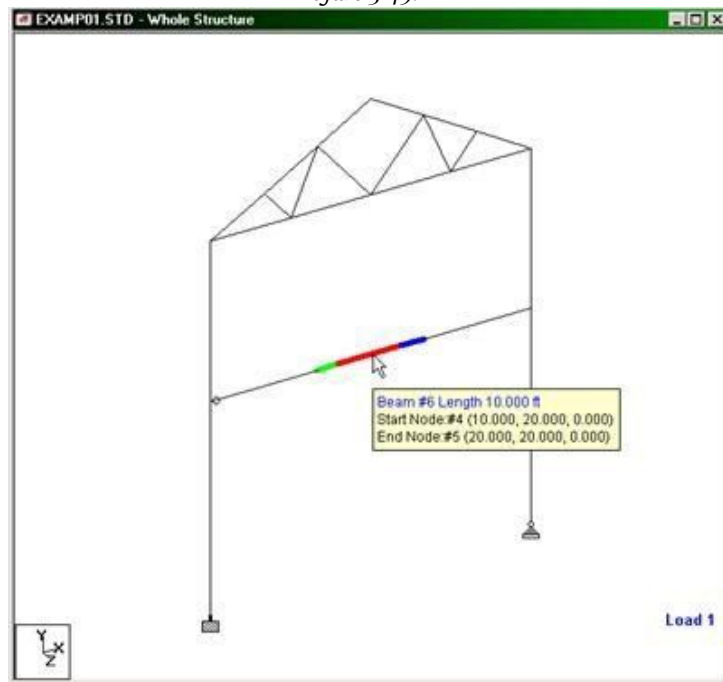 EXAMP01.STD - Whole Structure
Beam #6 Length 10.000 ft
Start Node:#4 (10.000, 20.000, 0.000)
End Node:#5 (20.000, 20.000, 0.000)
Load 1
Y
X
Z